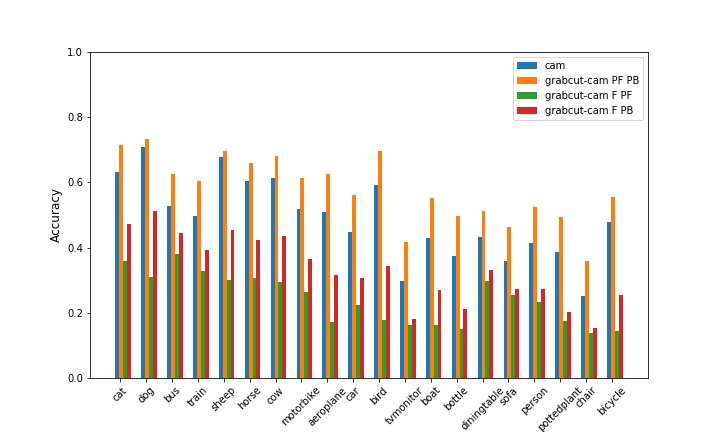 1.0
0.8
0.6
0.4
0.2
0.0
Accuracy
cam
grabcut-cam PF PB
grabcut-cam F PF
grabcut-cam F PB
cat
dog
bus
train
sheep
horse
cow
motorbike
aeroplane
car
bird
tvmonitor
boat
bottle
diningtable
sofa
person
pottedplant
chair
bicycle